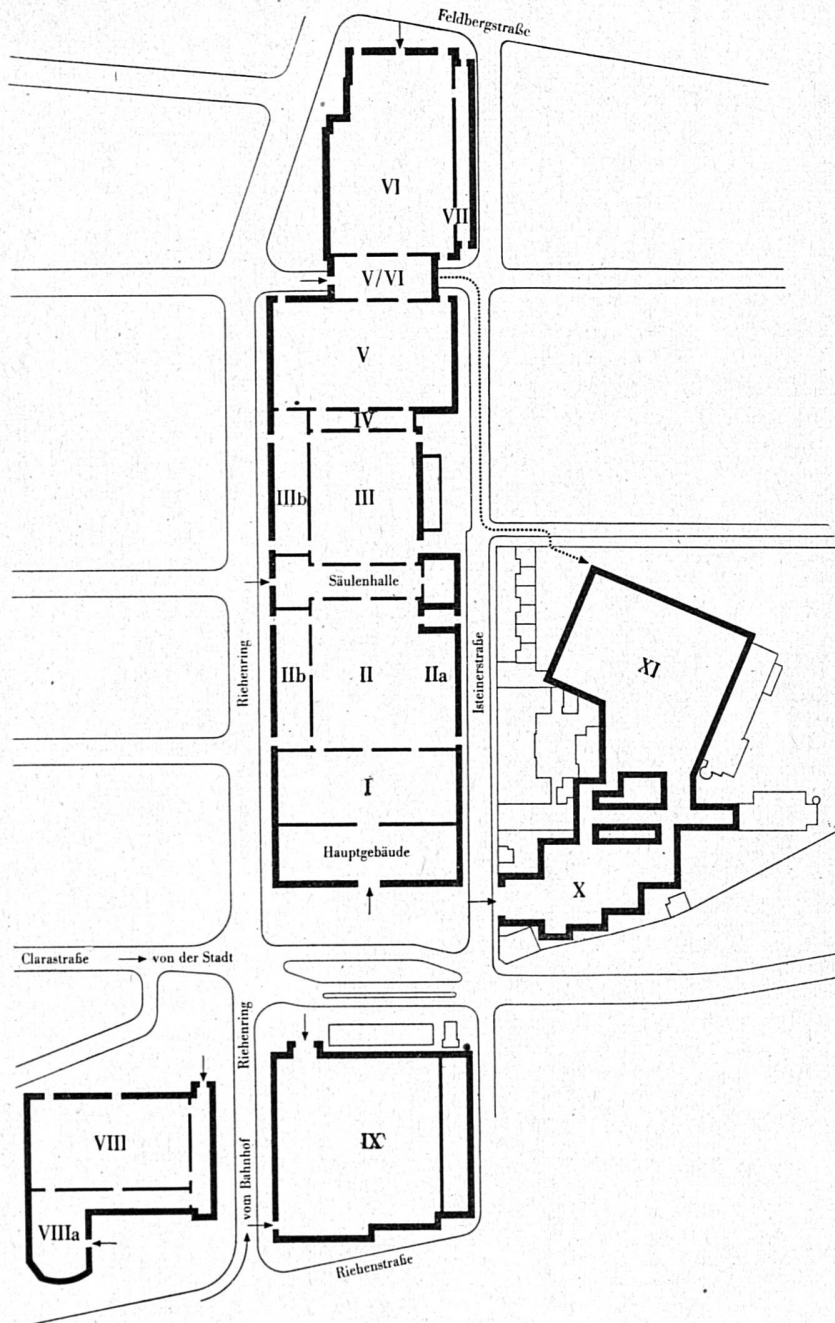 Feldbergstraße
VI
VII
V/VI
V
IV
IIIb
III
Säulenhalle
Riehenring
IIb
II
IIa
Isteinerstraße
XI
I
Hauptgebäude
X
Clarastraße
von der Stadt
Riehenring
VIII
IX
vom Bahnhof
VIIIa
Riehenstraße